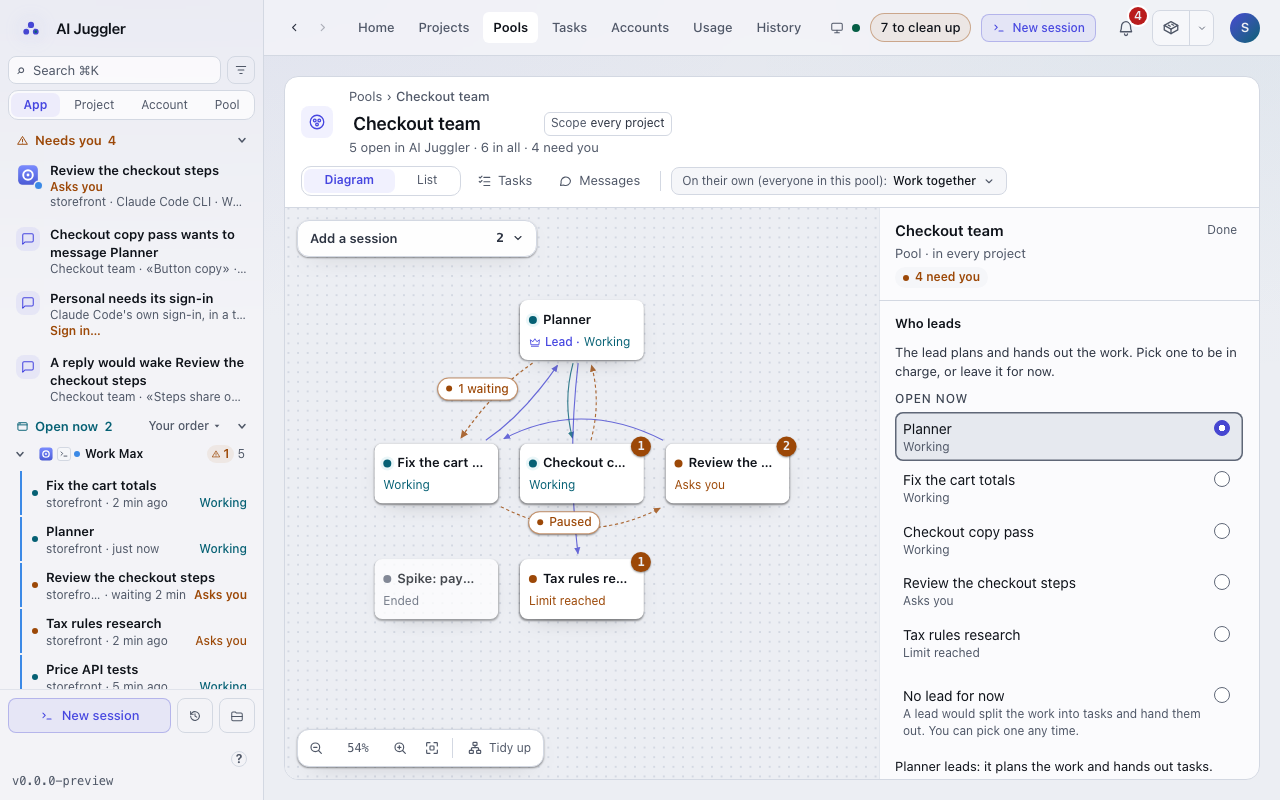 AI Juggler
Search ⌘K
App Project Account Pool
Needs you 4
Review the checkout steps
Asks you
storefront · Claude Code CLI · W…
Checkout copy pass wants to
message Planner
Checkout team · «Button copy» ·…
Personal needs its sign-in
Claude Code's own sign-in, in a t…
Sign in…
A reply would wake Review the
checkout steps
Checkout team · «Steps share o…
Open now 2 Your order
Work Max 1 5
Fix the cart totals
storefront · 2 min ago Working
Planner
storefront · just now Working
Review the checkout steps
storefro… · waiting 2 min Asks you
Tax rules research
storefront · 2 min ago Asks you
Price API tests
storefront · 5 min ago Working
New session
?
v0.0.0-preview
Home Projects Pools Tasks Accounts Usage History 7 to clean up New session 4 S
Pools › Checkout team
Checkout team Scope every project
5 open in AI Juggler · 6 in all · 4 need you
Diagram List Tasks Messages On their own (everyone in this pool): Work together
Add a session 2
Planner
Lead · Working
1 waiting
Fix the cart …
Working
1
Checkout c…
Working
2
Review the …
Asks you
Paused
Spike: pay…
Ended
1
Tax rules re…
Limit reached
54% Tidy up
Checkout team Done
Pool · in every project
4 need you
Who leads
The lead plans and hands out the work. Pick one to be in
charge, or leave it for now.
OPEN NOW
Planner
Working
Fix the cart totals
Working
Checkout copy pass
Working
Review the checkout steps
Asks you
Tax rules research
Limit reached
No lead for now
A lead would split the work into tasks and hand them
out. You can pick one any time.
Planner leads: it plans the work and hands out tasks.